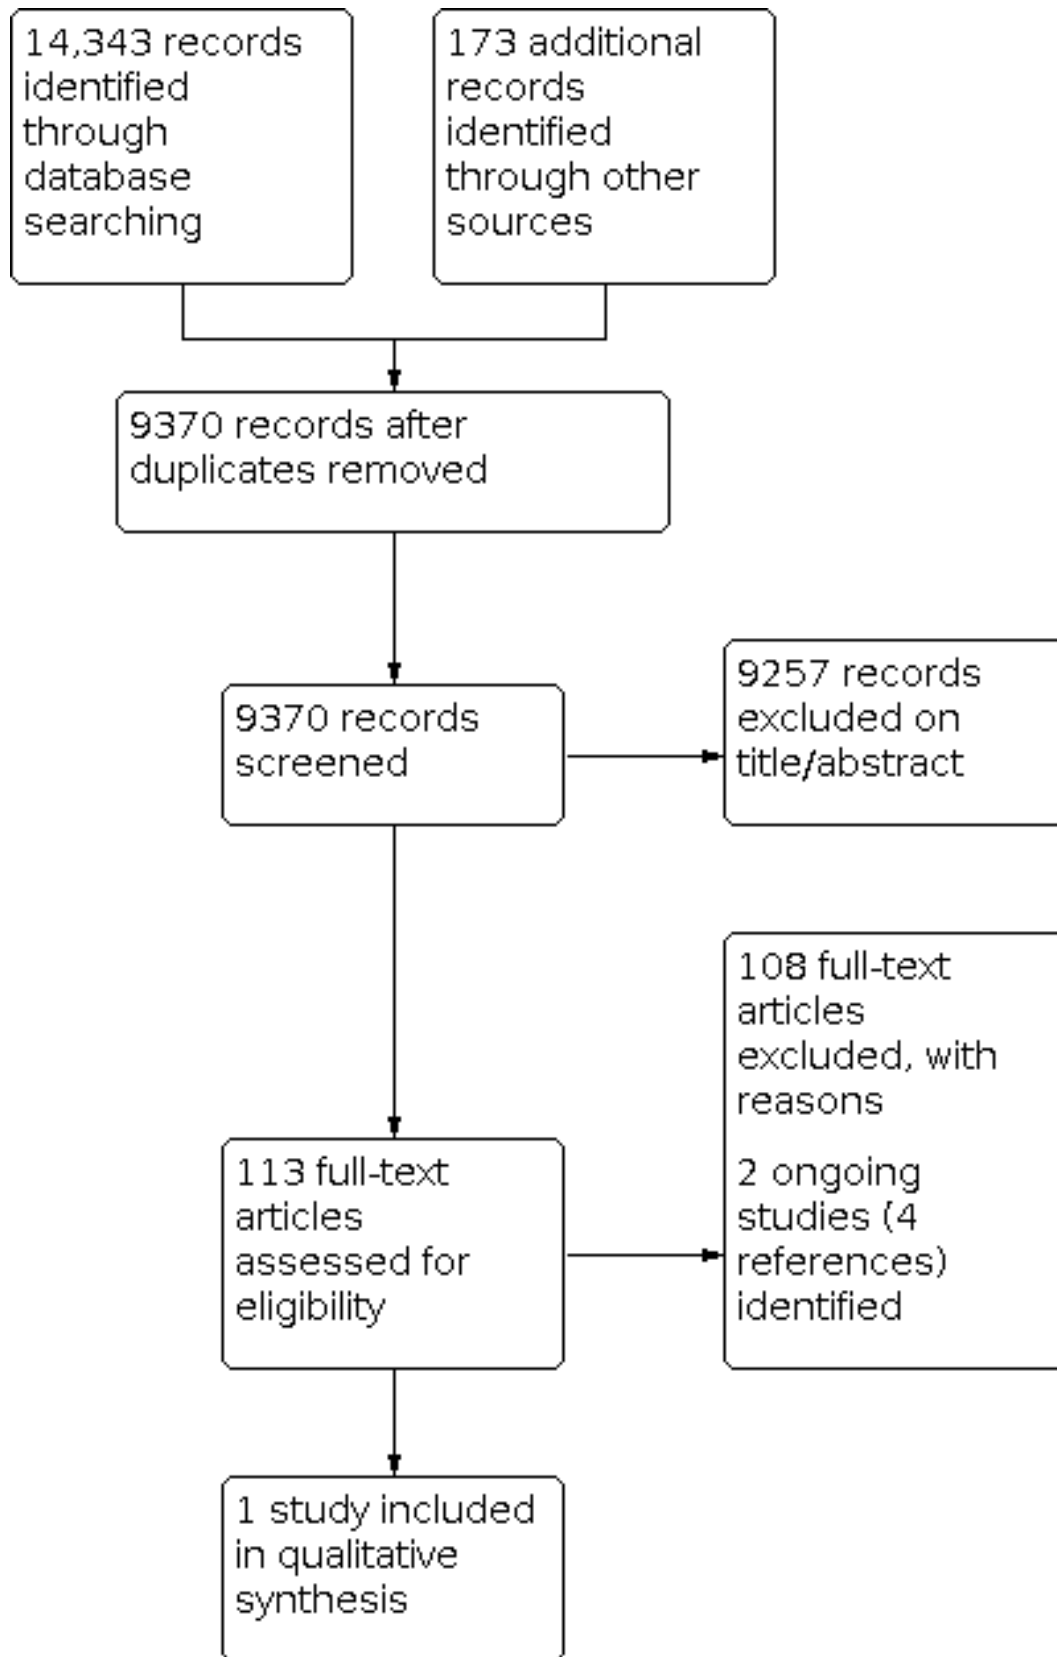 14,343 records
identified
through
database
searching
173 additional
records
identified
through other
sources
9370 records after
duplicates removed
9370 records
screened
9257 records
excluded on
title/abstract
113 full-text
articles
assessed for
eligibility
108 full-text
articles
excluded, with
reasons
2 ongoing
studies (4
references)
identified
1 study included
in qualitative
synthesis